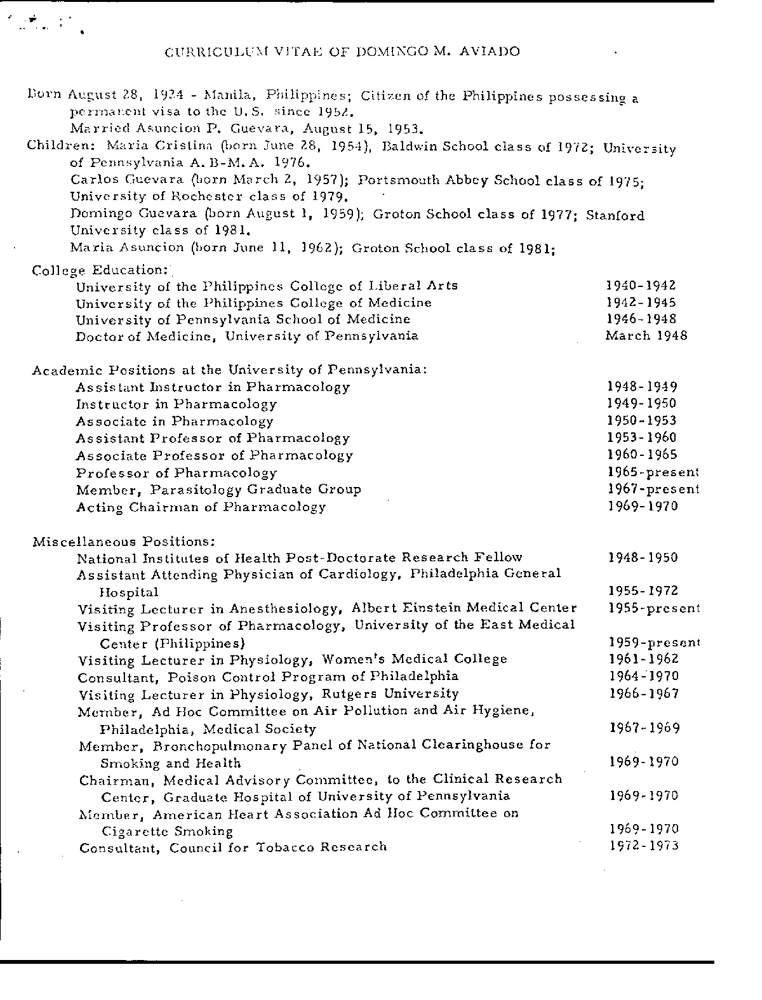 CURRICULUM VITAE OF DOMINGO M. AVIADO
Born August 28, 1924 - Manila, Philippines; Citizen of the Philippines possessing a
permanent visa to the U.S. since 1952.
Married Asuncion P. Guevara, August 15, 1953.
Children: Maria Cristina (born June 28, 1954), Baldwin School class of 1972; University
of Pennsylvania A. B-M. A. 1976.
Carlos Guevara (born March 2, 1957); Portsmouth Abbey School class of 1975;
University of Rochester class of 1979.
Domingo Guevara (born August 1, 1959); Groton School class of 1977; Stanford
University class of 1981.
Maria Asuncion (born June 11, 1962); Groton School class of 1981;
College Education:
University of the Philippines College of Liberal Arts 1940-1942
University of the Philippines College of Medicine 1942-1945
University of Pennsylvania School of Medicine 1946-1948
Doctor of Medicine, University of Pennsylvania March 1948
Academic Positions at the University of Pennsylvania:
Assistant Instructor in Pharmacology 1948-1949
Instructor in Pharmacology 1949-1950
Associate in Pharmacology 1950-1953
Assistant Professor of Pharmacology 1953-1960
Associate Professor of Pharmacology 1960-1965
Professor of Pharmacology 1965-present
Member, Parasitology Graduate Group 1967-present
Acting Chairman of Pharmacology 1969-1970
Miscellaneous Positions:
National Institutes of Health Post-Doctorate Research Fellow 1948-1950
Assistant Attending Physician of Cardiology, Philadelphia General
Hospital 1955-1972
Visiting Lecturer in Anesthesiology, Albert Einstein Medical Center 1955-present
Visiting Professor of Pharmacology, University of the East Medical
Center (Philippines) 1959-present
Visiting Lecturer in Physiology, Women's Medical College 1961-1962
Consultant, Poison Control Program of Philadelphia 1964-1970
Visiting Lecturer in Physiology, Rutgers University 1966-1967
Member, Ad Hoc Committee on Air Pollution and Air Hygiene,
Philadelphia, Medical Society 1967-1969
Member, Bronchopulmonary Panel of National Clearinghouse for
Smoking and Health 1969-1970
Chairman, Medical Advisory Committee, to the Clinical Research
Center, Graduate Hospital of University of Pennsylvania 1969-1970
Member, American Heart Association Ad Hoc Committee on
Cigarette Smoking 1969-1970
Consultant, Council for Tobacco Research 1972-1973